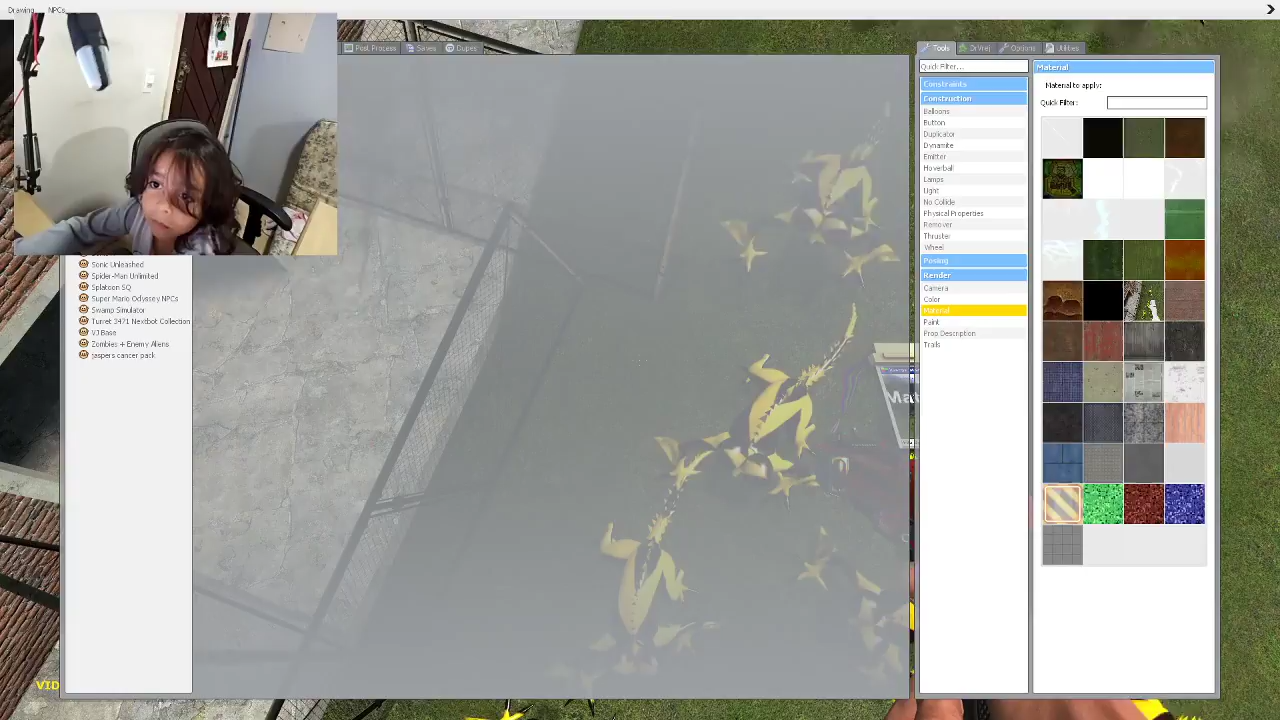 Drawing NPCs
Post Process Saves Dupes
Tools DrVrej Options Utilities
Quick Filter...
Constraints
Construction
Balloons
Button
Duplicator
Dynamite
Emitter
Hoverball
Lamps
Light
No Collide
Physical Properties
Remover
Thruster
Wheel
Posing
Render
Camera
Color
Material
Paint
Prop Description
Trails
Material
Material to apply:
Quick Filter:
Sonic Unleashed
Spider-Man Unlimited
Splatoon SQ
Super Mario Odyssey NPCs
Swamp Simulator
Turret 3471 Nextbot Collection
VJ Base
Zombies + Enemy Aliens
jaspers cancer pack
VID